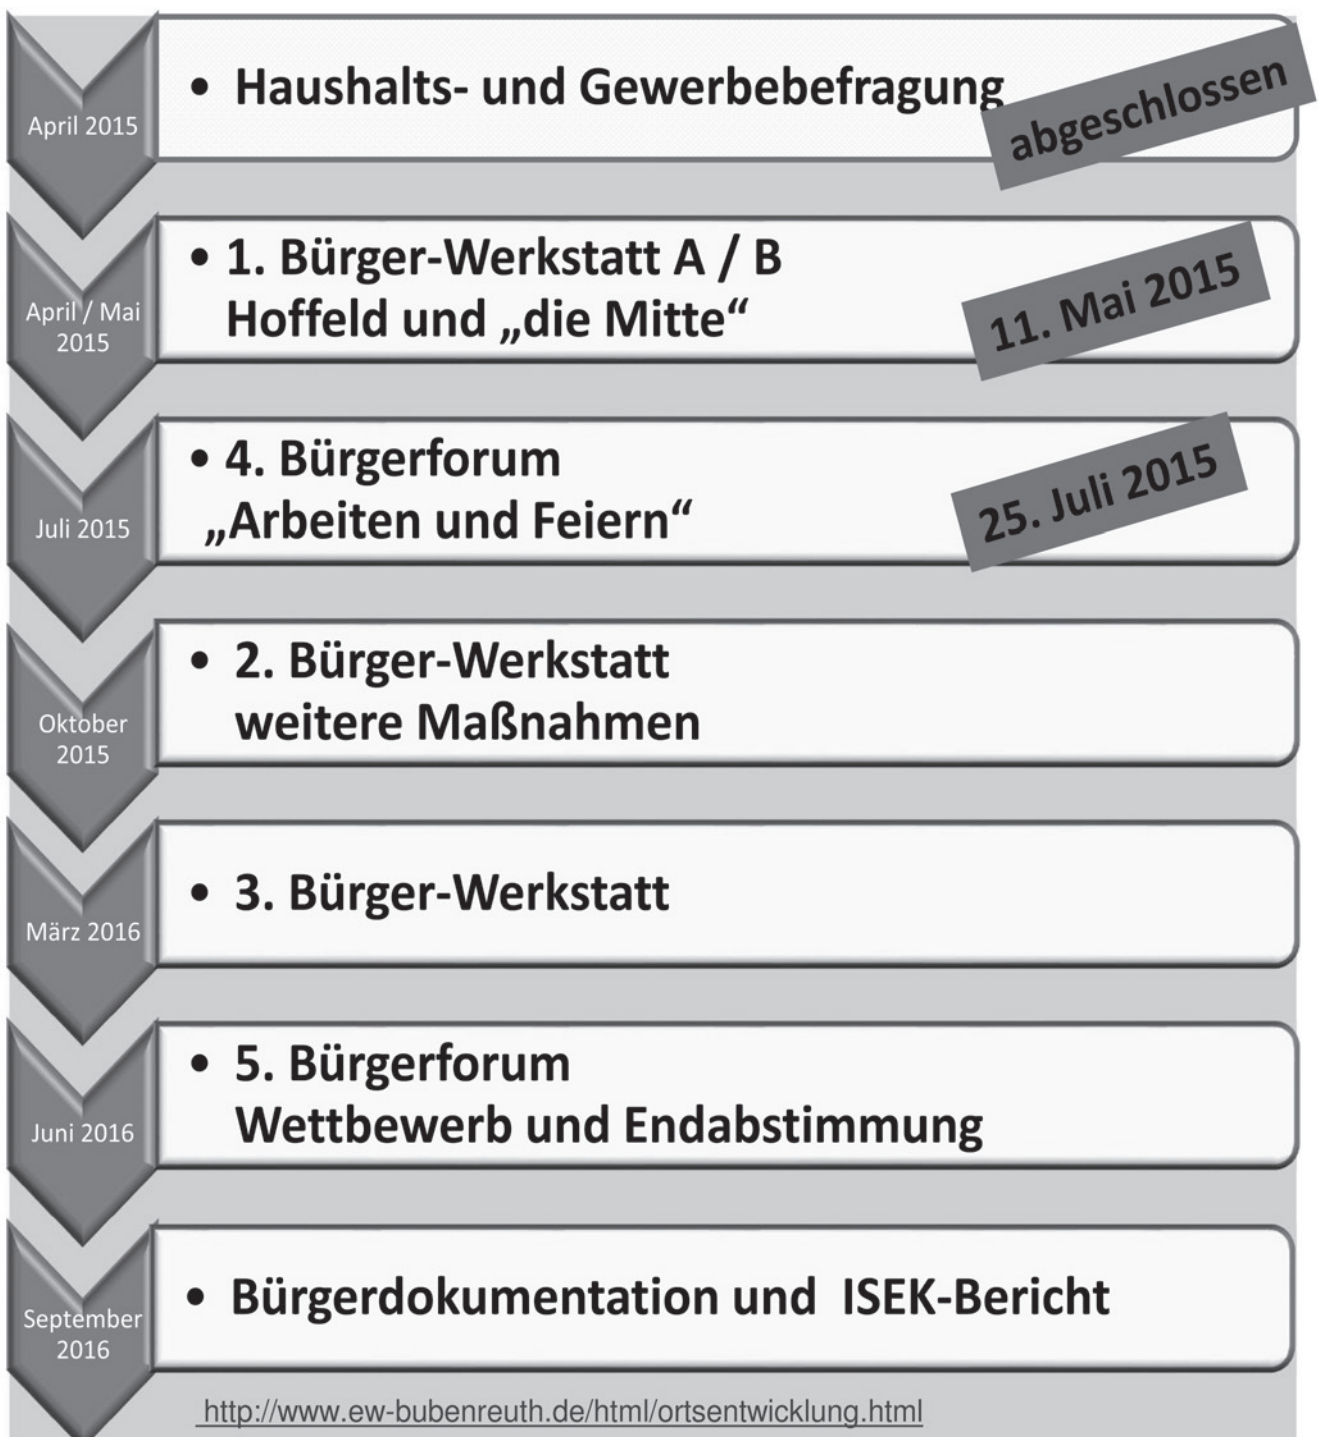 April 2015
• Haushalts- und Gewerbebefragung
abgeschlossen
April / Mai
2015
• 1. Bürger-Werkstatt A / B
Hoffeld und „die Mitte“
11. Mai 2015
Juli 2015
• 4. Bürgerforum
„Arbeiten und Feiern“
25. Juli 2015
Oktober
2015
• 2. Bürger-Werkstatt
weitere Maßnahmen
März 2016
• 3. Bürger-Werkstatt
Juni 2016
• 5. Bürgerforum
Wettbewerb und Endabstimmung
September
2016
• Bürgerdokumentation und ISEK-Bericht
http://www.ew-bubenreuth.de/html/ortsentwicklung.html